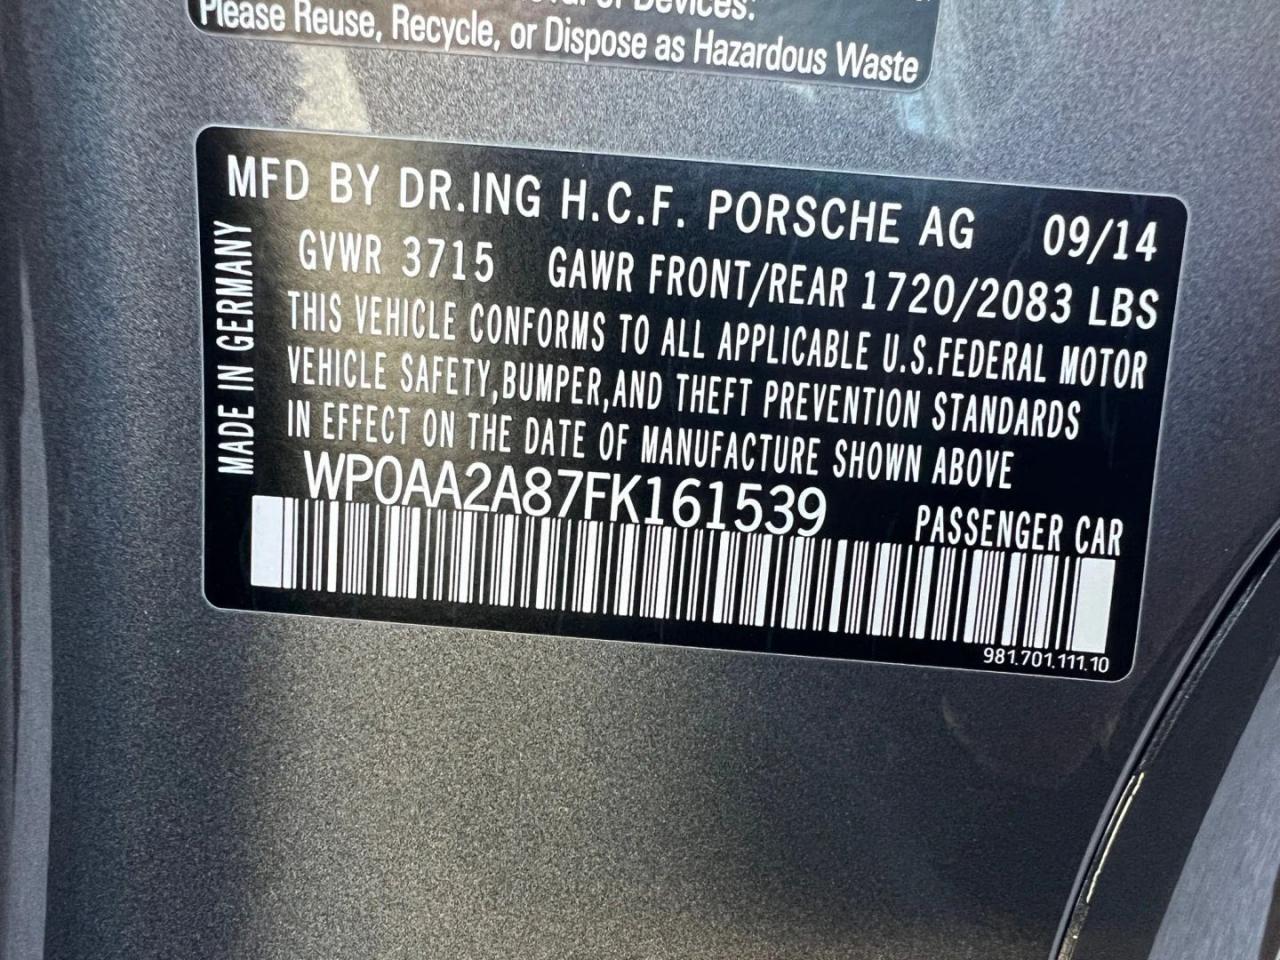 Devices:
Please Reuse, Recycle, or Dispose as Hazardous Waste
MFD BY DR.ING H.C.F. PORSCHE AG 09/14
GVWR 3715 GAWR FRONT/REAR 1720/2083 LBS
THIS VEHICLE CONFORMS TO ALL APPLICABLE U.S.FEDERAL MOTOR
VEHICLE SAFETY,BUMPER,AND THEFT PREVENTION STANDARDS
IN EFFECT ON THE DATE OF MANUFACTURE SHOWN ABOVE
MADE IN GERMANY
WP0AA2A87FK161539 PASSENGER CAR
981.701.111.10